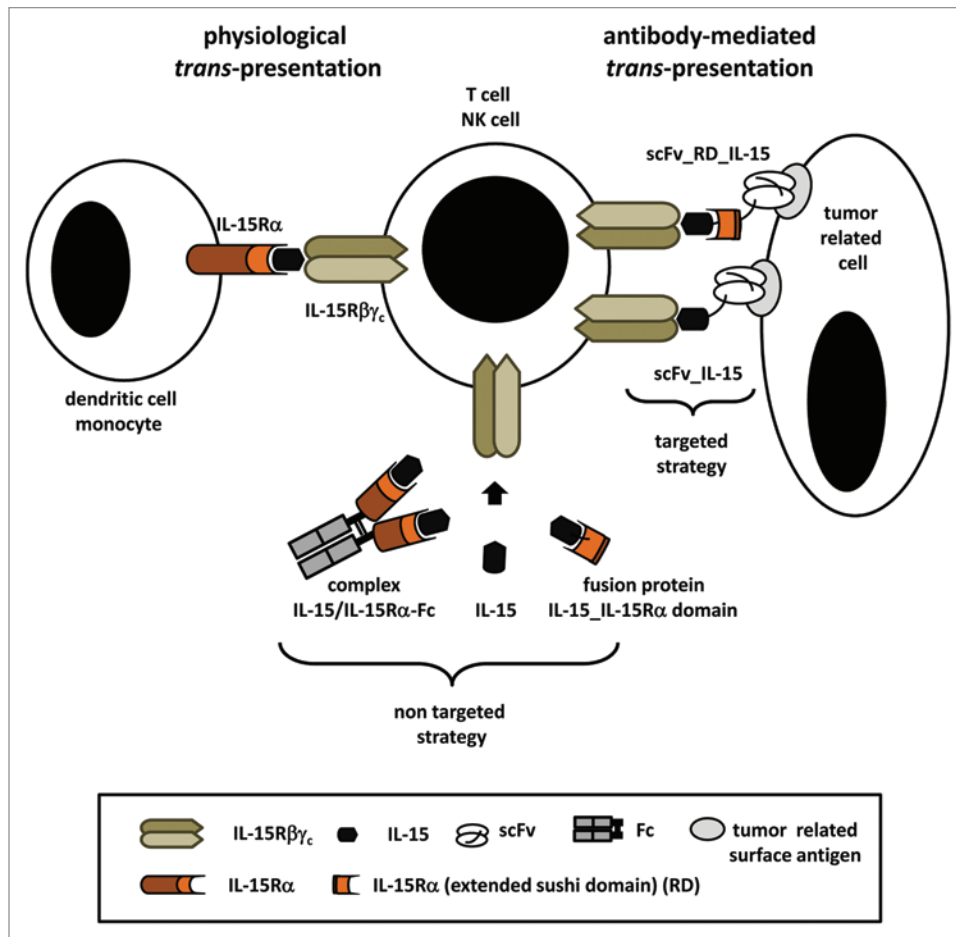 physiological
trans-presentation
antibody-mediated
trans-presentation
T cell
NK cell
scFv_RD_IL-15
IL-15Rα
tumor
related
cell
IL-15Rβγc
scFv_IL-15
dendritic cell
monocyte
targeted
strategy
complex
IL-15/IL-15Rα-Fc
IL-15
fusion protein
IL-15_IL-15Rα domain
non targeted
strategy
IL-15Rβγc
IL-15
scFv
Fc
tumor related
surface antigen
IL-15Rα
IL-15Rα (extended sushi domain) (RD)